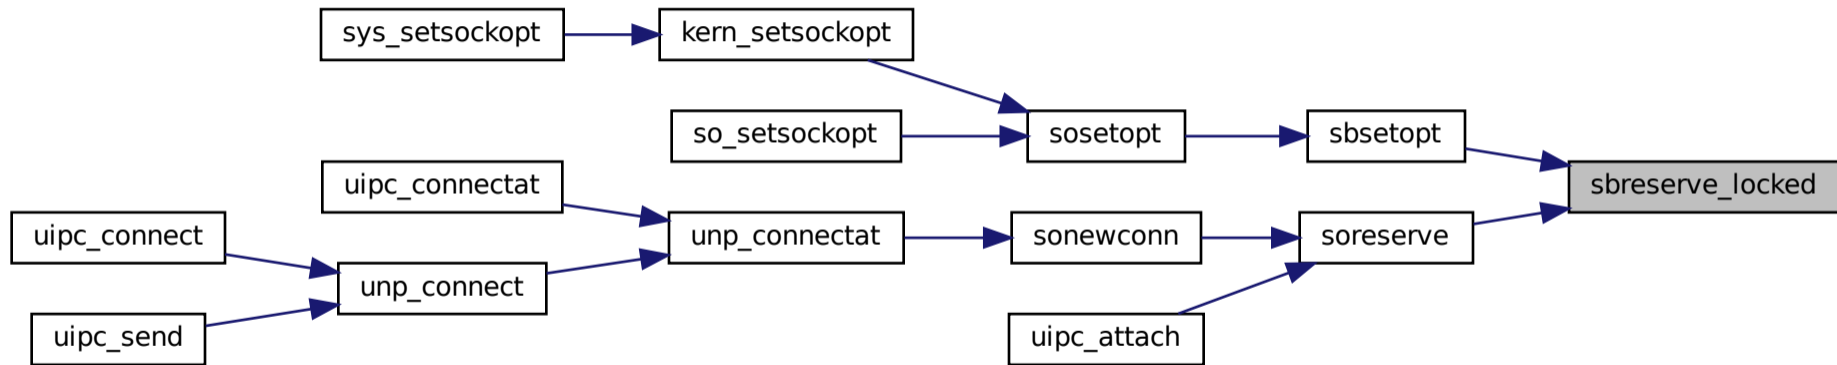 sys_setsockopt
kern_setsockopt
so_setsockopt
sosetopt
sbsetopt
uipc_connectat
sbreserve_locked
uipc_connect
unp_connectat
sonewconn
soreserve
unp_connect
uipc_send
uipc_attach